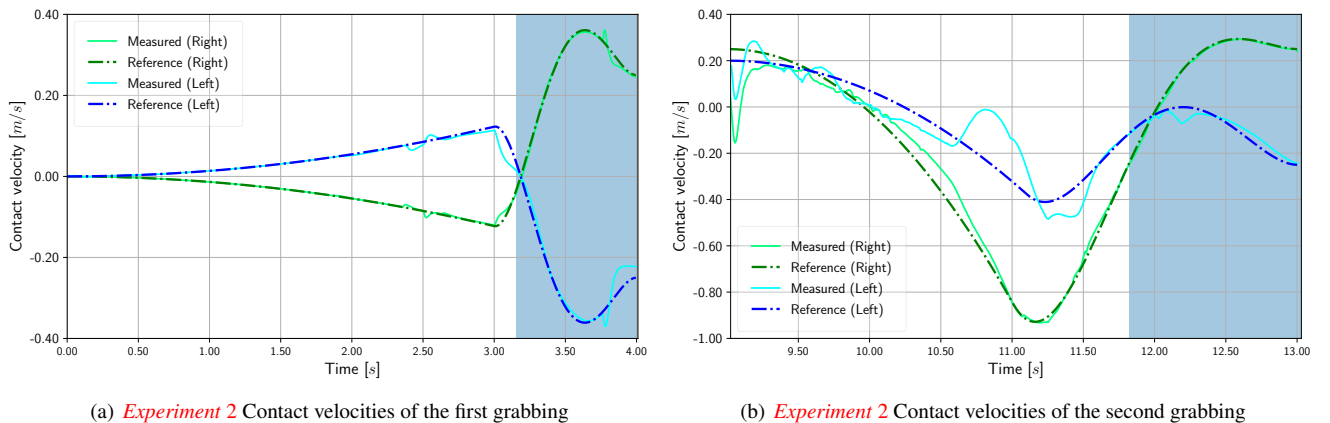 0.40
0.20
0.00
-0.20
-0.40
Contact velocity [m/s]
Measured (Right)
Reference (Right)
Measured (Left)
Reference (Left)
0.00 0.50 1.00 1.50 2.00 2.50 3.00 3.50 4.00
Time [s]
(a) Experiment 2 Contact velocities of the first grabbing
0.40
0.20
0.00
-0.20
-0.40
-0.60
-0.80
-1.00
Contact velocity [m/s]
Measured (Right)
Reference (Right)
Measured (Left)
Reference (Left)
9.50 10.00 10.50 11.00 11.50 12.00 12.50 13.00
Time [s]
(b) Experiment 2 Contact velocities of the second grabbing